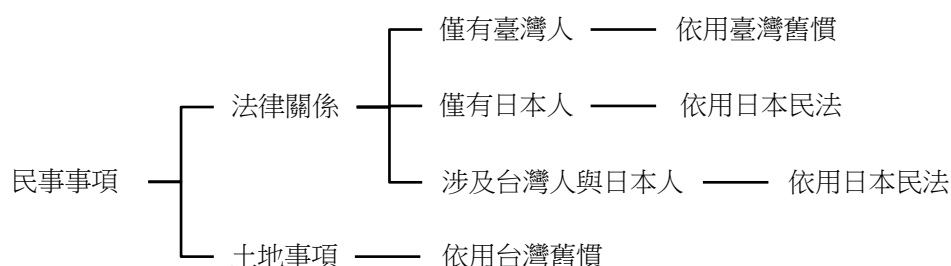 僅有臺灣人 依用臺灣舊慣
法律關係 僅有日本人 依用日本民法
民事事項
涉及台灣人與日本人 依用日本民法
土地事項 依用台灣舊慣